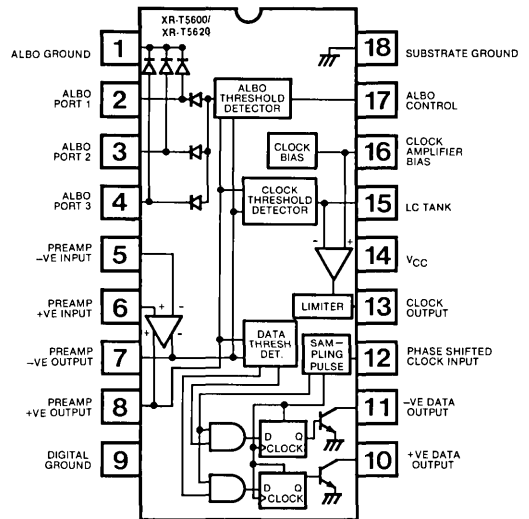 XR-T5600/
XR-T5620
1
ALBO GROUND
2
ALBO
PORT 1
3
ALBO
PORT 2
4
ALBO
PORT 3
5
PREAMP
–VE INPUT
6
PREAMP
+VE INPUT
7
PREAMP
–VE OUTPUT
8
PREAMP
+VE OUTPUT
9
DIGITAL
GROUND
ALBO
THRESHOLD
DETECTOR
CLOCK
BIAS
CLOCK
THRESHOLD
DETECTOR
- +
LIMITER
+ -
+ -
DATA
THRESH
DET.
SAM-
PLING
PULSE
D Q
CLOCK
D Q
CLOCK
18
SUBSTRATE GROUND
17
ALBO
CONTROL
16
CLOCK
AMPLIFIER
BIAS
15
LC TANK
14
VCC
13
CLOCK
OUTPUT
12
PHASE SHIFTED
CLOCK INPUT
11
–VE DATA
OUTPUT
10
+VE DATA
OUTPUT